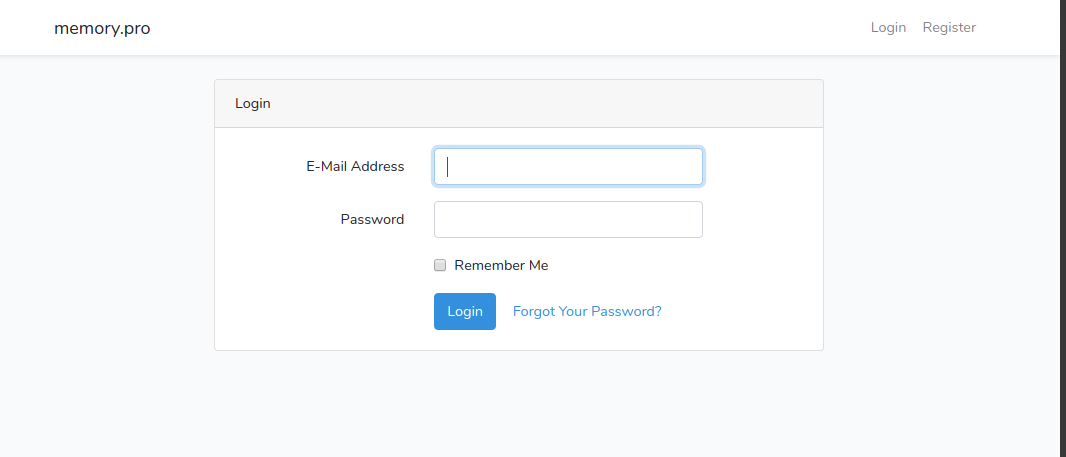 memory.pro
Login Register
Login
E-Mail Address
Password
Remember Me
Login Forgot Your Password?